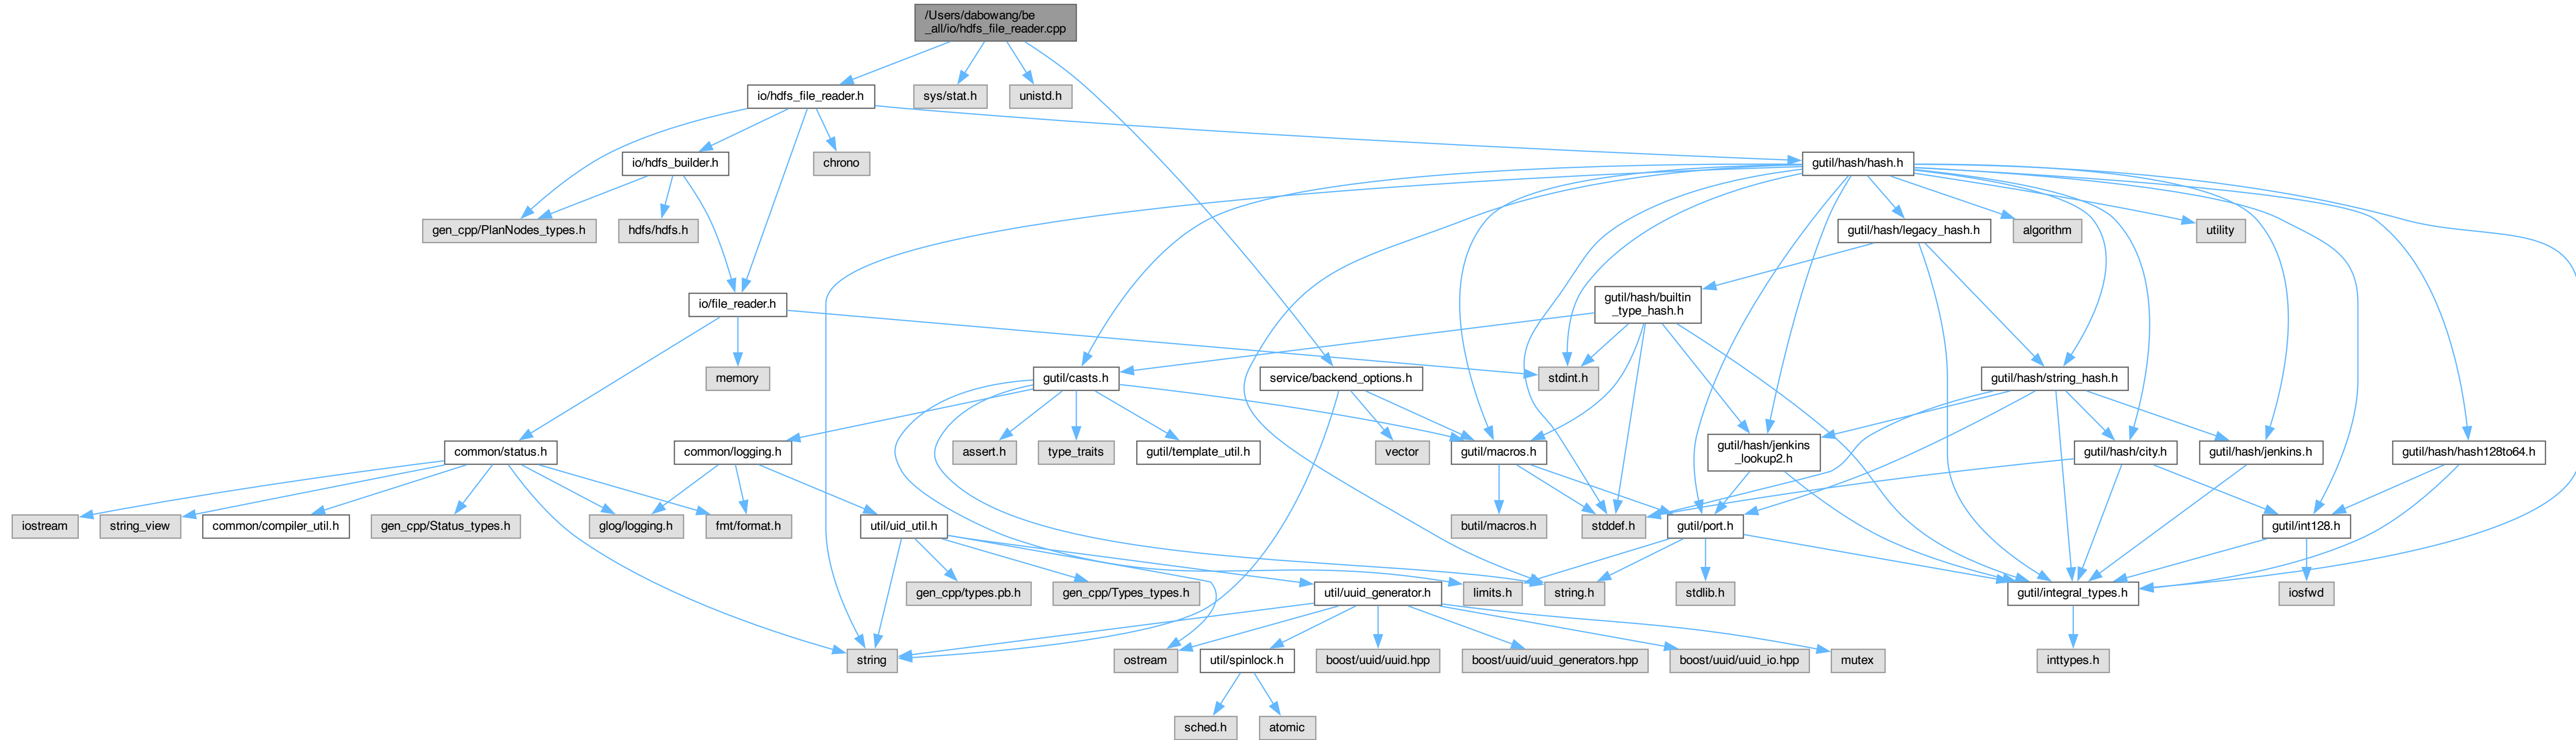 /Users/dabowang/be
_all/io/hdfs_file_reader.cpp
io/hdfs_file_reader.h
sys/stat.h
unistd.h
io/hdfs_builder.h
chrono
gutil/hash/hash.h
gen_cpp/PlanNodes_types.h
hdfs/hdfs.h
gutil/hash/legacy_hash.h
algorithm
utility
io/file_reader.h
gutil/hash/builtin
_type_hash.h
memory
gutil/casts.h
service/backend_options.h
stdint.h
gutil/hash/string_hash.h
common/status.h
common/logging.h
assert.h
type_traits
gutil/template_util.h
vector
gutil/macros.h
gutil/hash/jenkins
_lookup2.h
gutil/hash/city.h
gutil/hash/jenkins.h
gutil/hash/hash128to64.h
iostream
string_view
common/compiler_util.h
gen_cpp/Status_types.h
glog/logging.h
fmt/format.h
util/uid_util.h
butil/macros.h
stddef.h
gutil/port.h
gutil/int128.h
gen_cpp/types.pb.h
gen_cpp/Types_types.h
util/uuid_generator.h
limits.h
string.h
stdlib.h
gutil/integral_types.h
iosfwd
string
ostream
util/spinlock.h
boost/uuid/uuid.hpp
boost/uuid/uuid_generators.hpp
boost/uuid/uuid_io.hpp
mutex
inttypes.h
sched.h
atomic